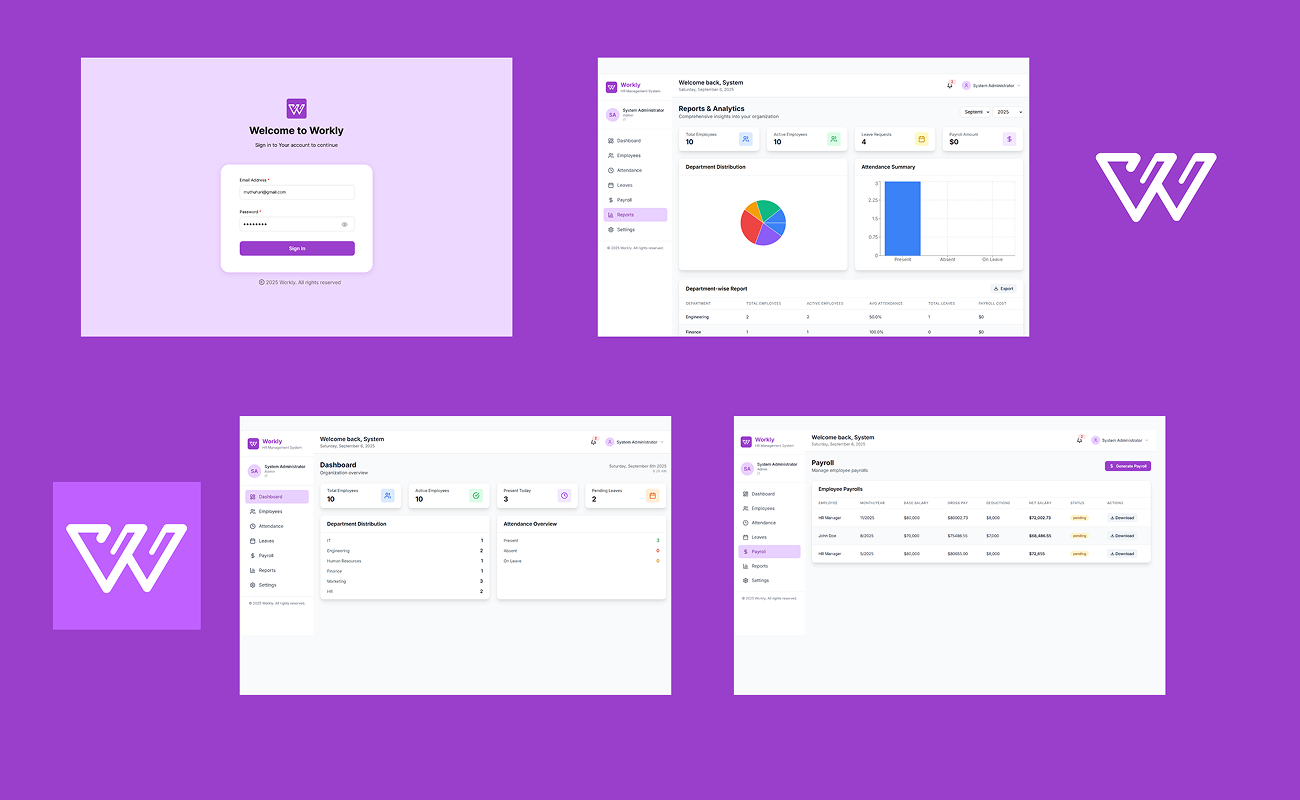 Welcome to Workly
Sign in to Your account to continue
Email Address *
muthahari@gmail.com
Password *
Sign In
© 2025 Workly. All rights reserved
Workly
HR Management System
Welcome back, System
Saturday, September 6, 2025
2
System Administrator
SA
System Administrator
Admin
IT
Dashboard
Employees
Attendance
Leaves
Payroll
Reports
Settings
© 2025 Workly. All rights reserved.
Reports & Analytics
Comprehensive insights into your organization
Septemi
2025
Total Employees
10
Active Employees
10
Leave Requests
4
Payroll Amount
$0
Department Distribution
Attendance Summary
3
2.25
1.5
0.75
0
Present Absent On Leave
Department-wise Report
Export
DEPARTMENT TOTAL EMPLOYEES ACTIVE EMPLOYEES AVG ATTENDANCE TOTAL LEAVES PAYROLL COST
Engineering 2 2 50.0% 1 $0
Finance 1 1 100.0% 0 $0
Workly
HR Management System
Welcome back, System
Saturday, September 6, 2025
2
System Administrator
SA
System Administrator
Admin
IT
Dashboard
Employees
Attendance
Leaves
Payroll
Reports
Settings
© 2025 Workly. All rights reserved.
Dashboard
Organization overview
Saturday, September 6th 2025
Total Employees
10
Active Employees
10
Present Today
3
Pending Leaves
2
Department Distribution
IT 1
Engineering 2
Human Resources 1
Finance 1
Marketing 3
HR 2
Attendance Overview
Present 3
Absent 0
On Leave 0
Workly
HR Management System
Welcome back, System
Saturday, September 6, 2025
2
System Administrator
SA
System Administrator
Admin
IT
Dashboard
Employees
Attendance
Leaves
Payroll
Reports
Settings
© 2025 Workly. All rights reserved.
Payroll
Manage employee payrolls
$ Generate Payroll
Employee Payrolls
EMPLOYEE MONTH/YEAR BASE SALARY GROSS PAY DEDUCTIONS NET SALARY STATUS ACTIONS
HR Manager 11/2025 $80,000 $80002.73 $8,000 $72,002.73 pending Download
John Doe 8/2025 $70,000 $75486.55 $7,000 $68,486.55 pending Download
HR Manager 5/2025 $80,000 $80655.00 $8,000 $72,655 pending Download